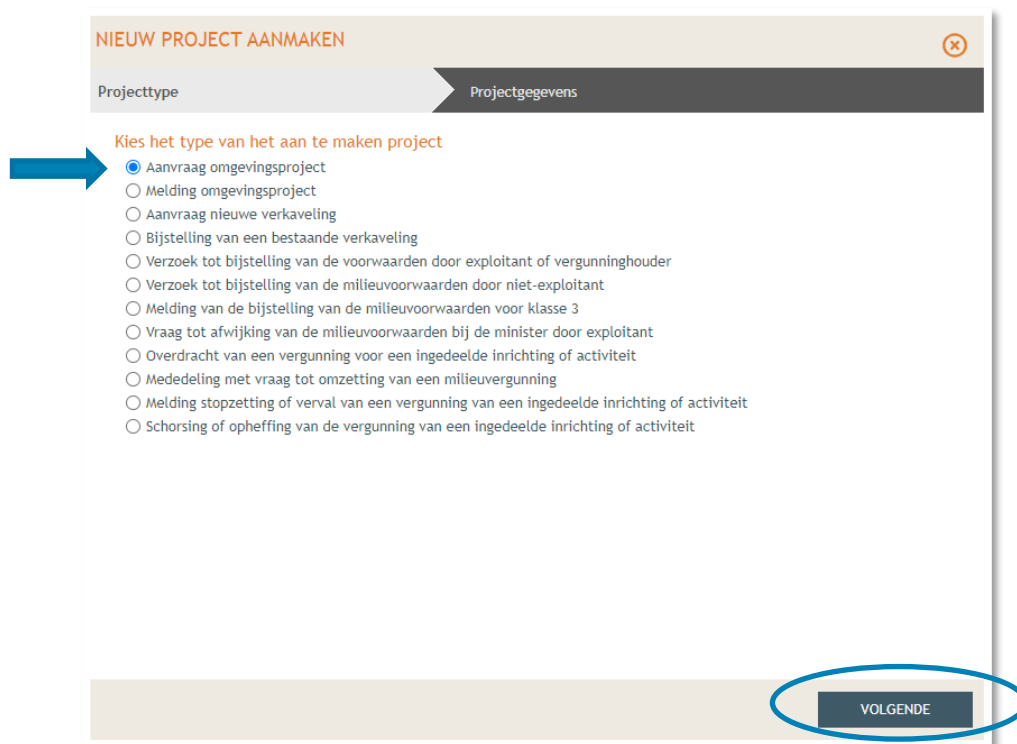 NIEUW PROJECT AANMAKEN
Projecttype
Projectgegevens
Kies het type van het aan te maken project
Aanvraag omgevingsproject
Melding omgevingsproject
Aanvraag nieuwe verkaveling
Bijstelling van een bestaande verkaveling
Verzoek tot bijstelling van de voorwaarden door exploitant of vergunninghouder
Verzoek tot bijstelling van de milieuvoorwaarden door niet-exploitant
Melding van de bijstelling van de milieuvoorwaarden voor klasse 3
Vraag tot afwijking van de milieuvoorwaarden bij de minister door exploitant
Overdracht van een vergunning voor een ingedeelde inrichting of activiteit
Mededeling met vraag tot omzetting van een milieuvergunning
Melding stopzetting of verval van een vergunning van een ingedeelde inrichting of activiteit
Schorsing of opheffing van de vergunning van een ingedeelde inrichting of activiteit
VOLGENDE